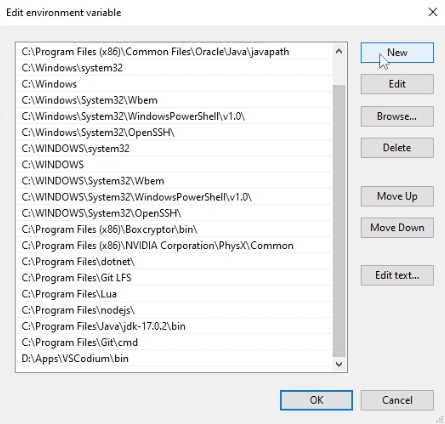 Edit environment variable
C:\Program Files (x86)\Common Files\Oracle\Java\javapath
C:\Windows\system32
C:\Windows
C:\Windows\System32\Wbem
C:\Windows\System32\WindowsPowerShell\v1.0\
C:\Windows\System32\OpenSSH\
C:\WINDOWS\system32
C:\WINDOWS
C:\WINDOWS\System32\Wbem
C:\WINDOWS\System32\WindowsPowerShell\v1.0\
C:\WINDOWS\System32\OpenSSH\
C:\Program Files (x86)\Boxcryptor\bin\
C:\Program Files (x86)\NVIDIA Corporation\PhysX\Common
C:\Program Files\dotnet\
C:\Program Files\Git LFS
C:\Program Files\Lua
C:\Program Files\nodejs\
C:\Program Files\Java\jdk-17.0.2\bin
C:\Program Files\Git\cmd
D:\Apps\VSCodium\bin
New
Edit
Browse...
Delete
Move Up
Move Down
Edit text...
OK
Cancel